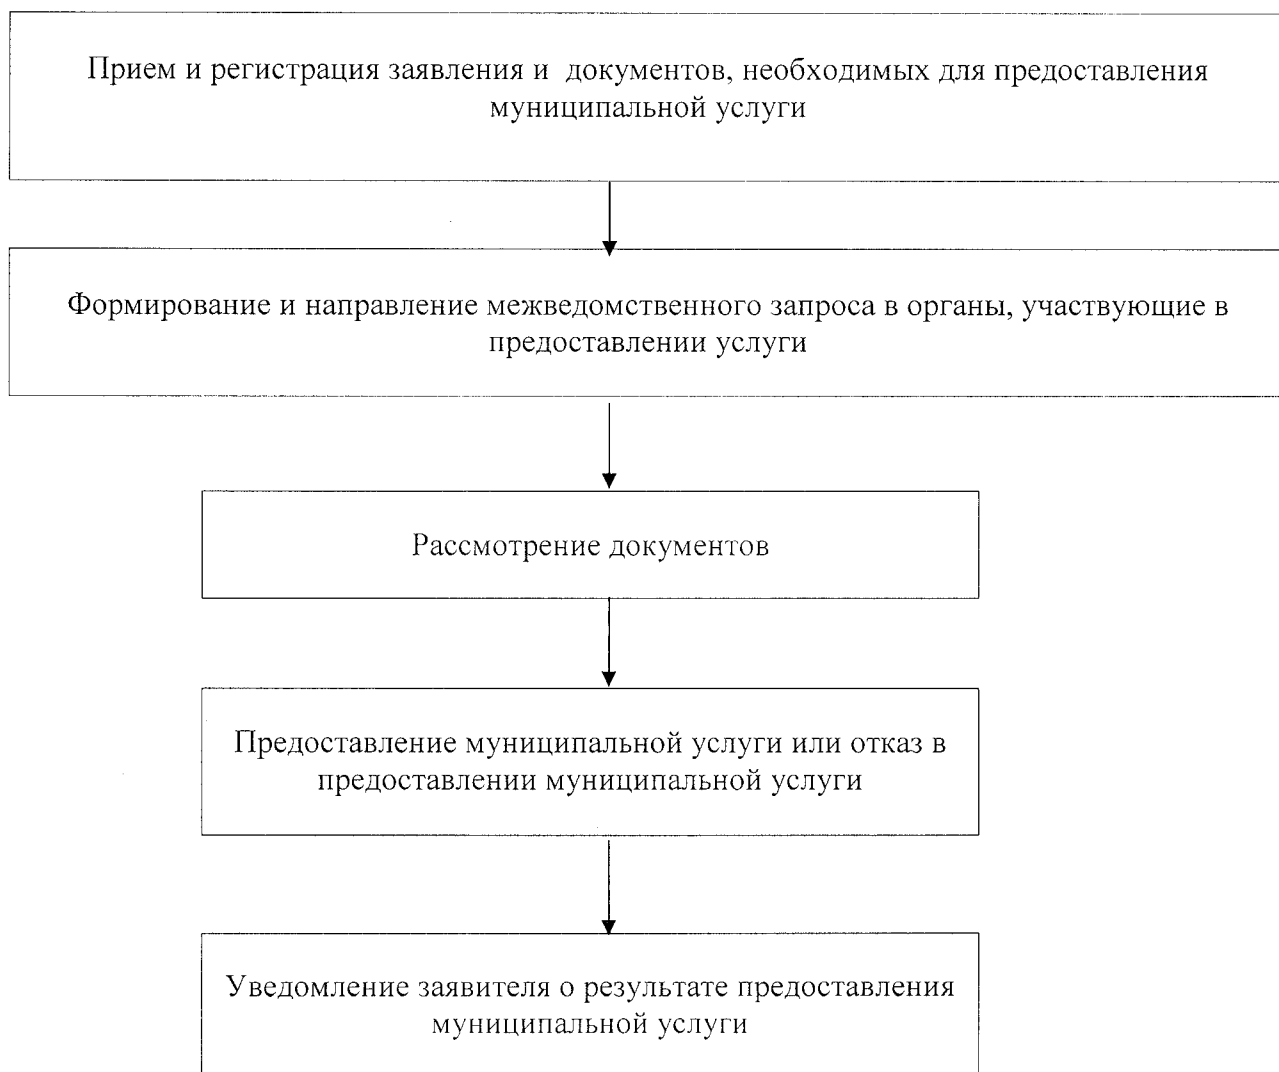 Прием и регистрация заявления и документов, необходимых для предоставления
муниципальной услуги
Формирование и направление межведомственного запроса в органы, участвующие в
предоставлении услуги
Рассмотрение документов
Предоставление муниципальной услуги или отказ в
предоставлении муниципальной услуги
Уведомление заявителя о результате предоставления
муниципальной услуги